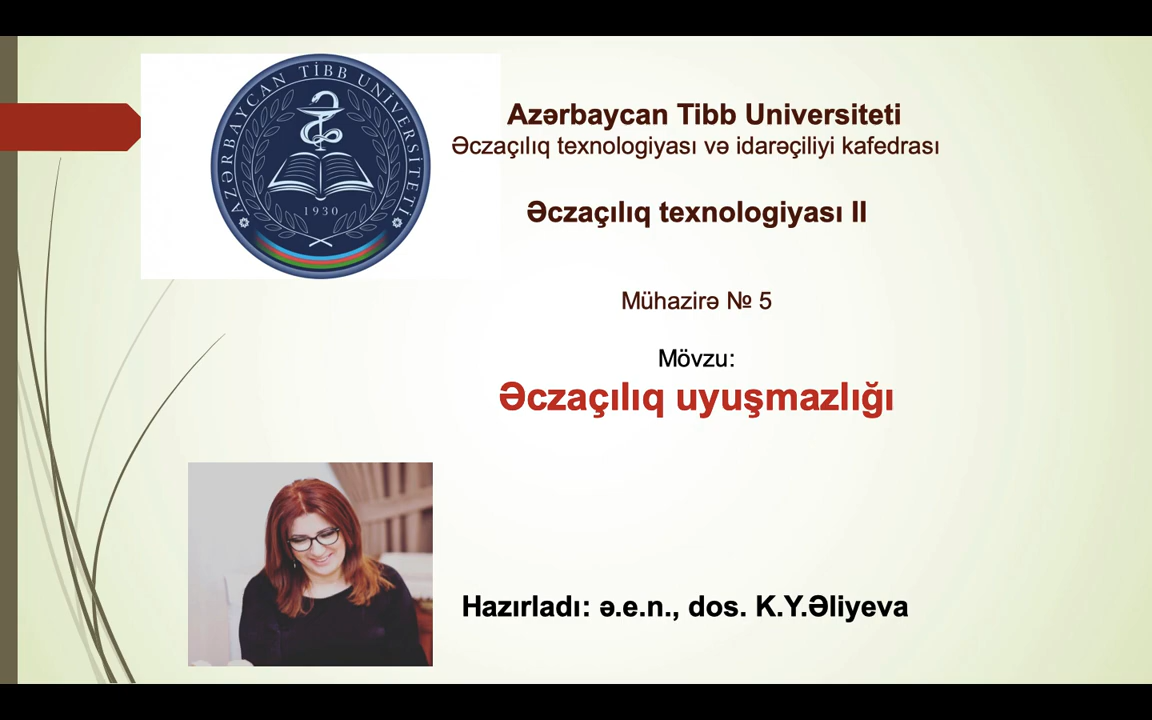 AZƏRBAYCAN TİBB UNİVERSİTETİ
1930
Azərbaycan Tibb Universiteti
Əczaçılıq texnologiyası və idarəçiliyi kafedrası
Əczaçılıq texnologiyası II
Mühazirə № 5
Mövzu:
Əczaçılıq uyuşmazlığı
Hazırladı: ə.e.n., dos. K.Y.Əliyeva